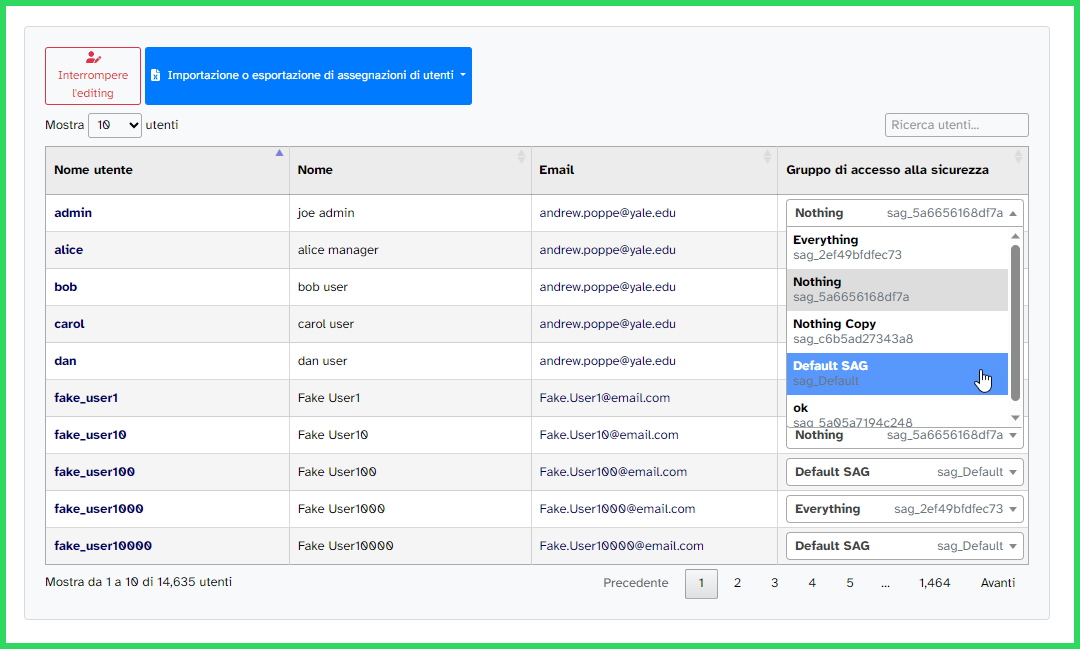 Interrompere
l'editing
Importazione o esportazione di assegnazioni di utenti
Mostra 10 utenti
Ricerca utenti...
Nome utente Nome Email Gruppo di accesso alla sicurezza
admin joe admin andrew.poppe@yale.edu Nothing sag_5a6656168df7a
alice alice manager andrew.poppe@yale.edu
bob bob user andrew.poppe@yale.edu
carol carol user andrew.poppe@yale.edu
dan dan user andrew.poppe@yale.edu
fake_user1 Fake User1 Fake.User1@email.com
Everything
sag_2ef49bfdfec73
Nothing
sag_5a6656168df7a
Nothing Copy
sag_c6b5ad27343a8
Default SAG
sag_Default
ok
sag_5a05a7194c248
fake_user10 Fake User10 Fake.User10@email.com Nothing sag_5a6656168df7a
fake_user100 Fake User100 Fake.User100@email.com Default SAG sag_Default
fake_user1000 Fake User1000 Fake.User1000@email.com Everything sag_2ef49bfdfec73
fake_user10000 Fake User10000 Fake.User10000@email.com Default SAG sag_Default
Mostra da 1 a 10 di 14,635 utenti
Precedente 1 2 3 4 5 ... 1,464 Avanti